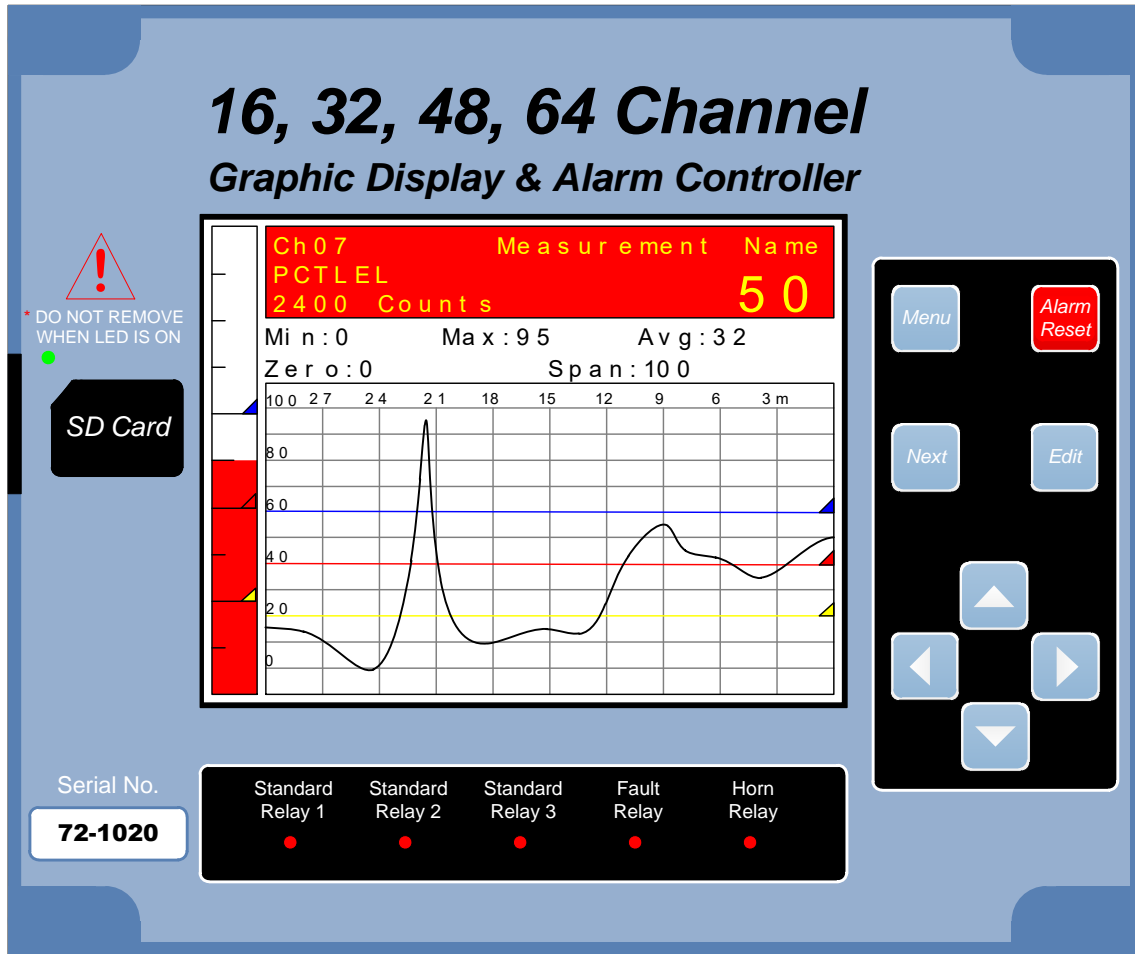 16, 32, 48, 64 Channel
Graphic Display & Alarm Controller
* DO NOT REMOVE
WHEN LED IS ON
SD Card
Ch07 Measurement Name
PCTLEL
2400 Counts 50
Min:0 Max:95 Avg:32
Zero:0 Span:100
100 27 24 21 18 15 12 9 6 3m
80
60
40
20
0
Menu
Alarm
Reset
Next
Edit
Serial No.
72-1020
Standard
Relay 1
Standard
Relay 2
Standard
Relay 3
Fault
Relay
Horn
Relay